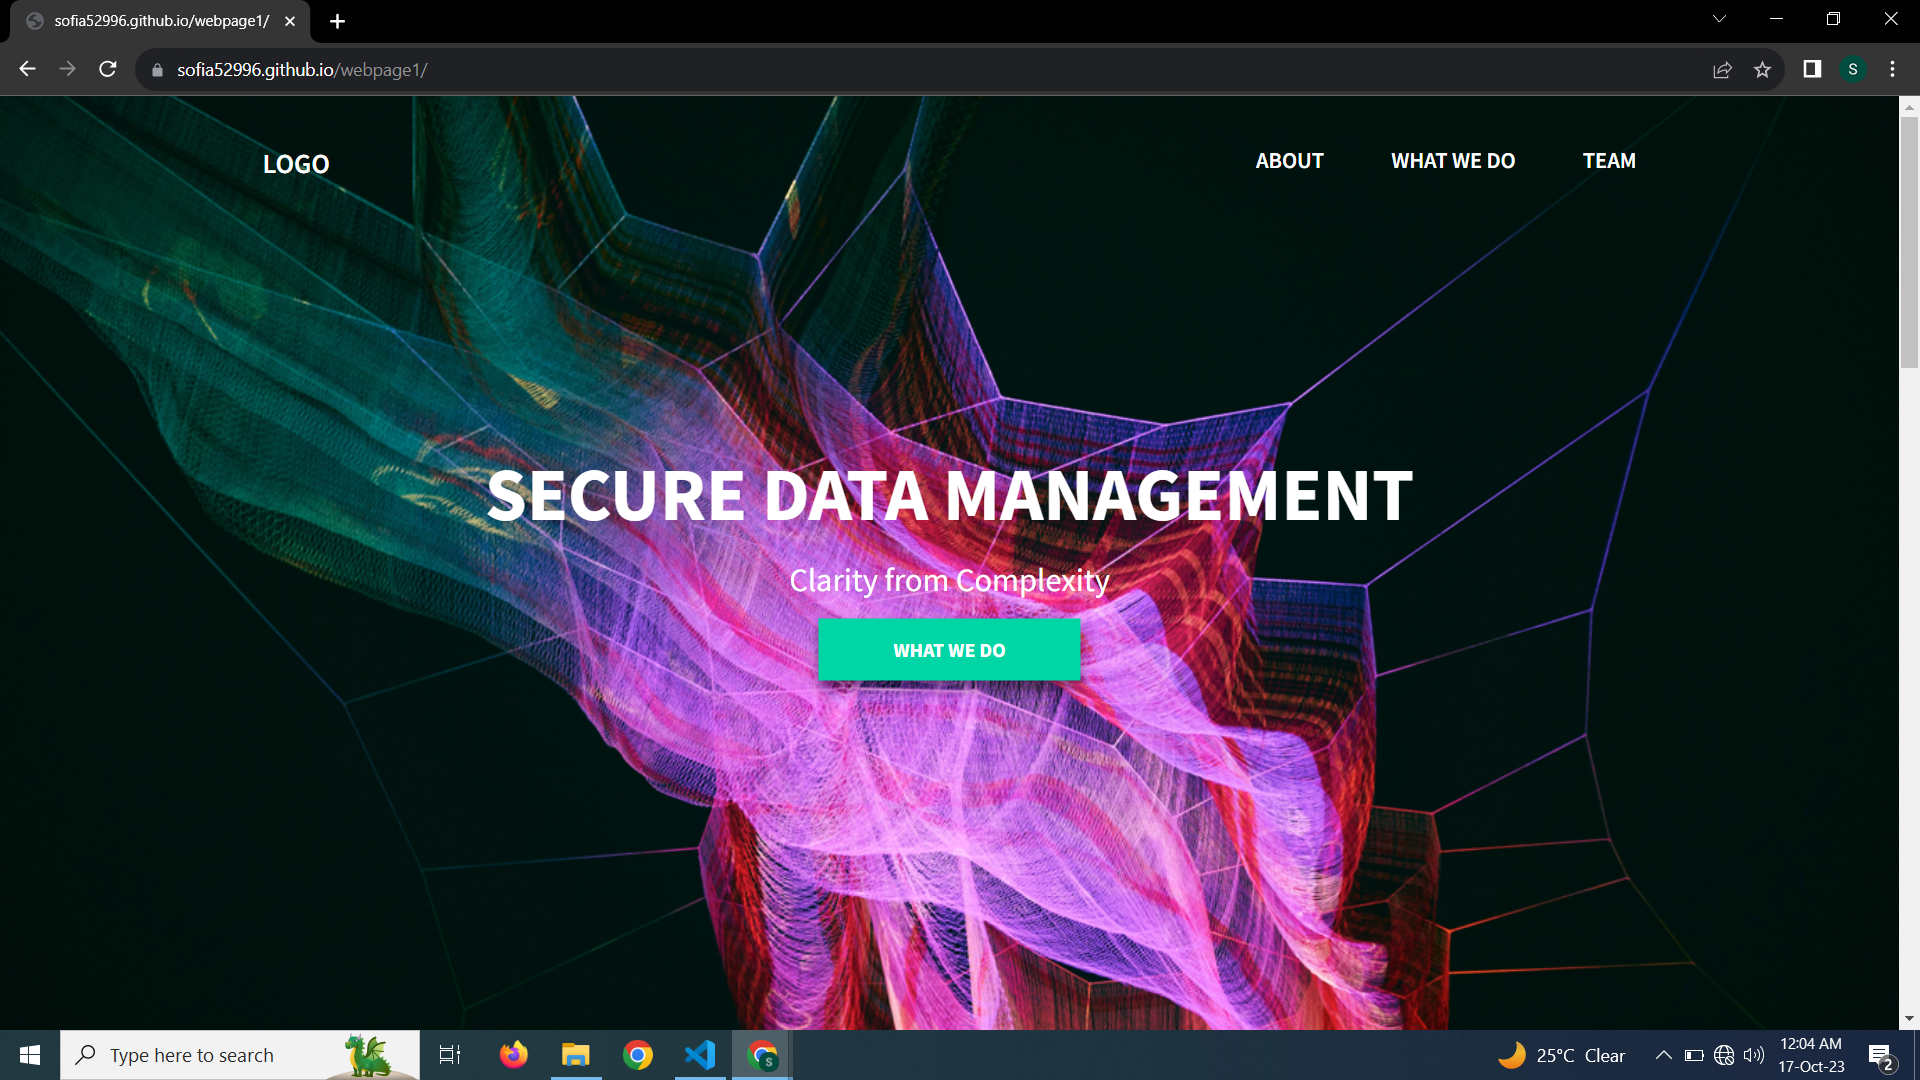 sofia52996.github.io/webpage1/
sofia52996.github.io/webpage1/
S
LOGO
ABOUT
WHAT WE DO
TEAM
SECURE DATA MANAGEMENT
Clarity from Complexity
WHAT WE DO
Type here to search
S
25°C Clear
12:04 AM
17-Oct-23
2